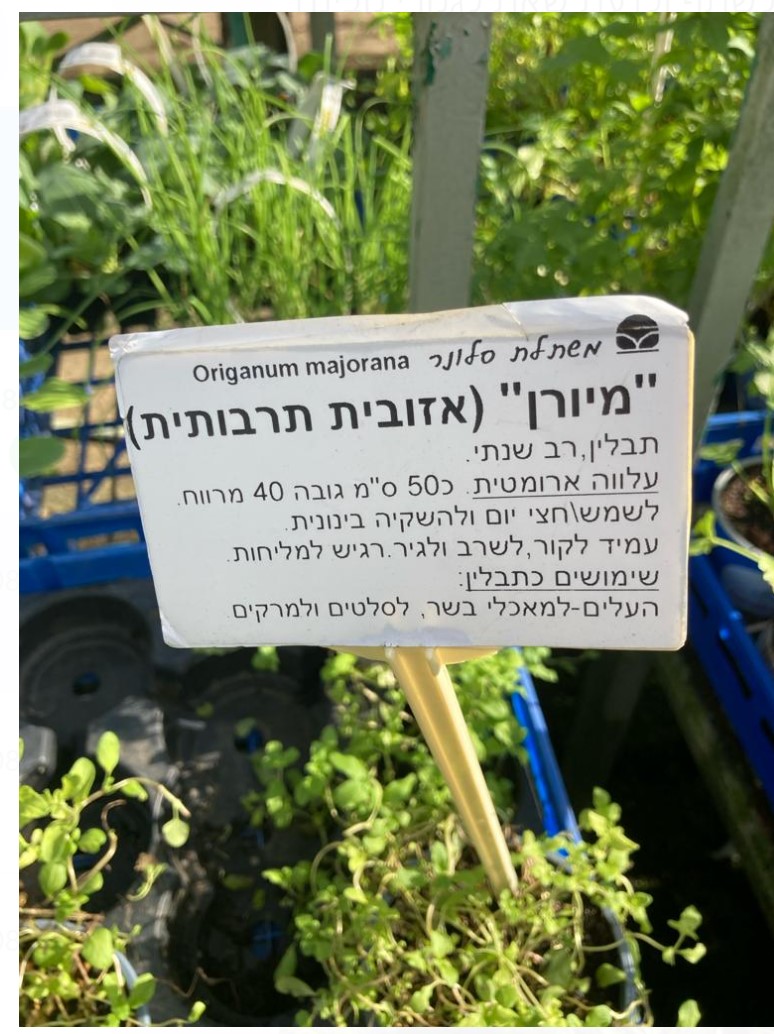 משתלת סלונר Origanum majorana
"מיורן" (אזובית תרבותית)
תבלין,רב שנתי.
עלווה ארומטית. כ50 ס"מ גובה 40 מרווח.
לשמש\חצי יום ולהשקיה בינונית.
עמיד לקור,לשרב ולגיר.רגיש למליחות.
שימושים כתבלין:
העלים-למאכלי בשר, לסלטים ולמרקים